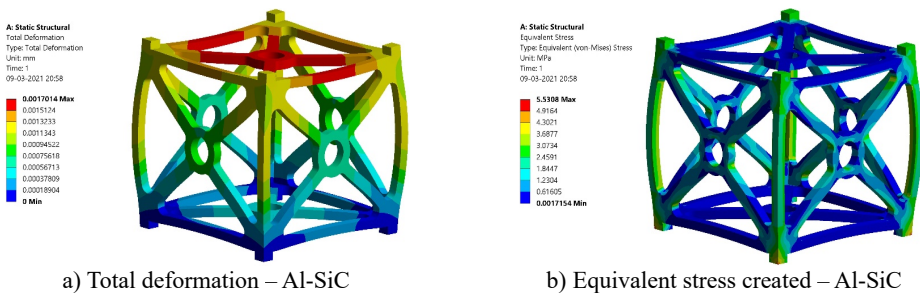 A: Static Structural
Total Deformation
Type: Total Deformation
Unit: mm
Time: 1
09-03-2021 20:58
0.0017014 Max
0.0015124
0.0013233
0.0011343
0.00094522
0.00075618
0.00056713
0.00037809
0.00018904
0 Min
a) Total deformation – Al-SiC
A: Static Structural
Equivalent Stress
Type: Equivalent (von-Mises) Stress
Unit: MPa
Time: 1
09-03-2021 20:58
5.5308 Max
4.9164
4.3021
3.6877
3.0734
2.4591
1.8447
1.2304
0.61605
0.0017154 Min
b) Equivalent stress created – Al-SiC